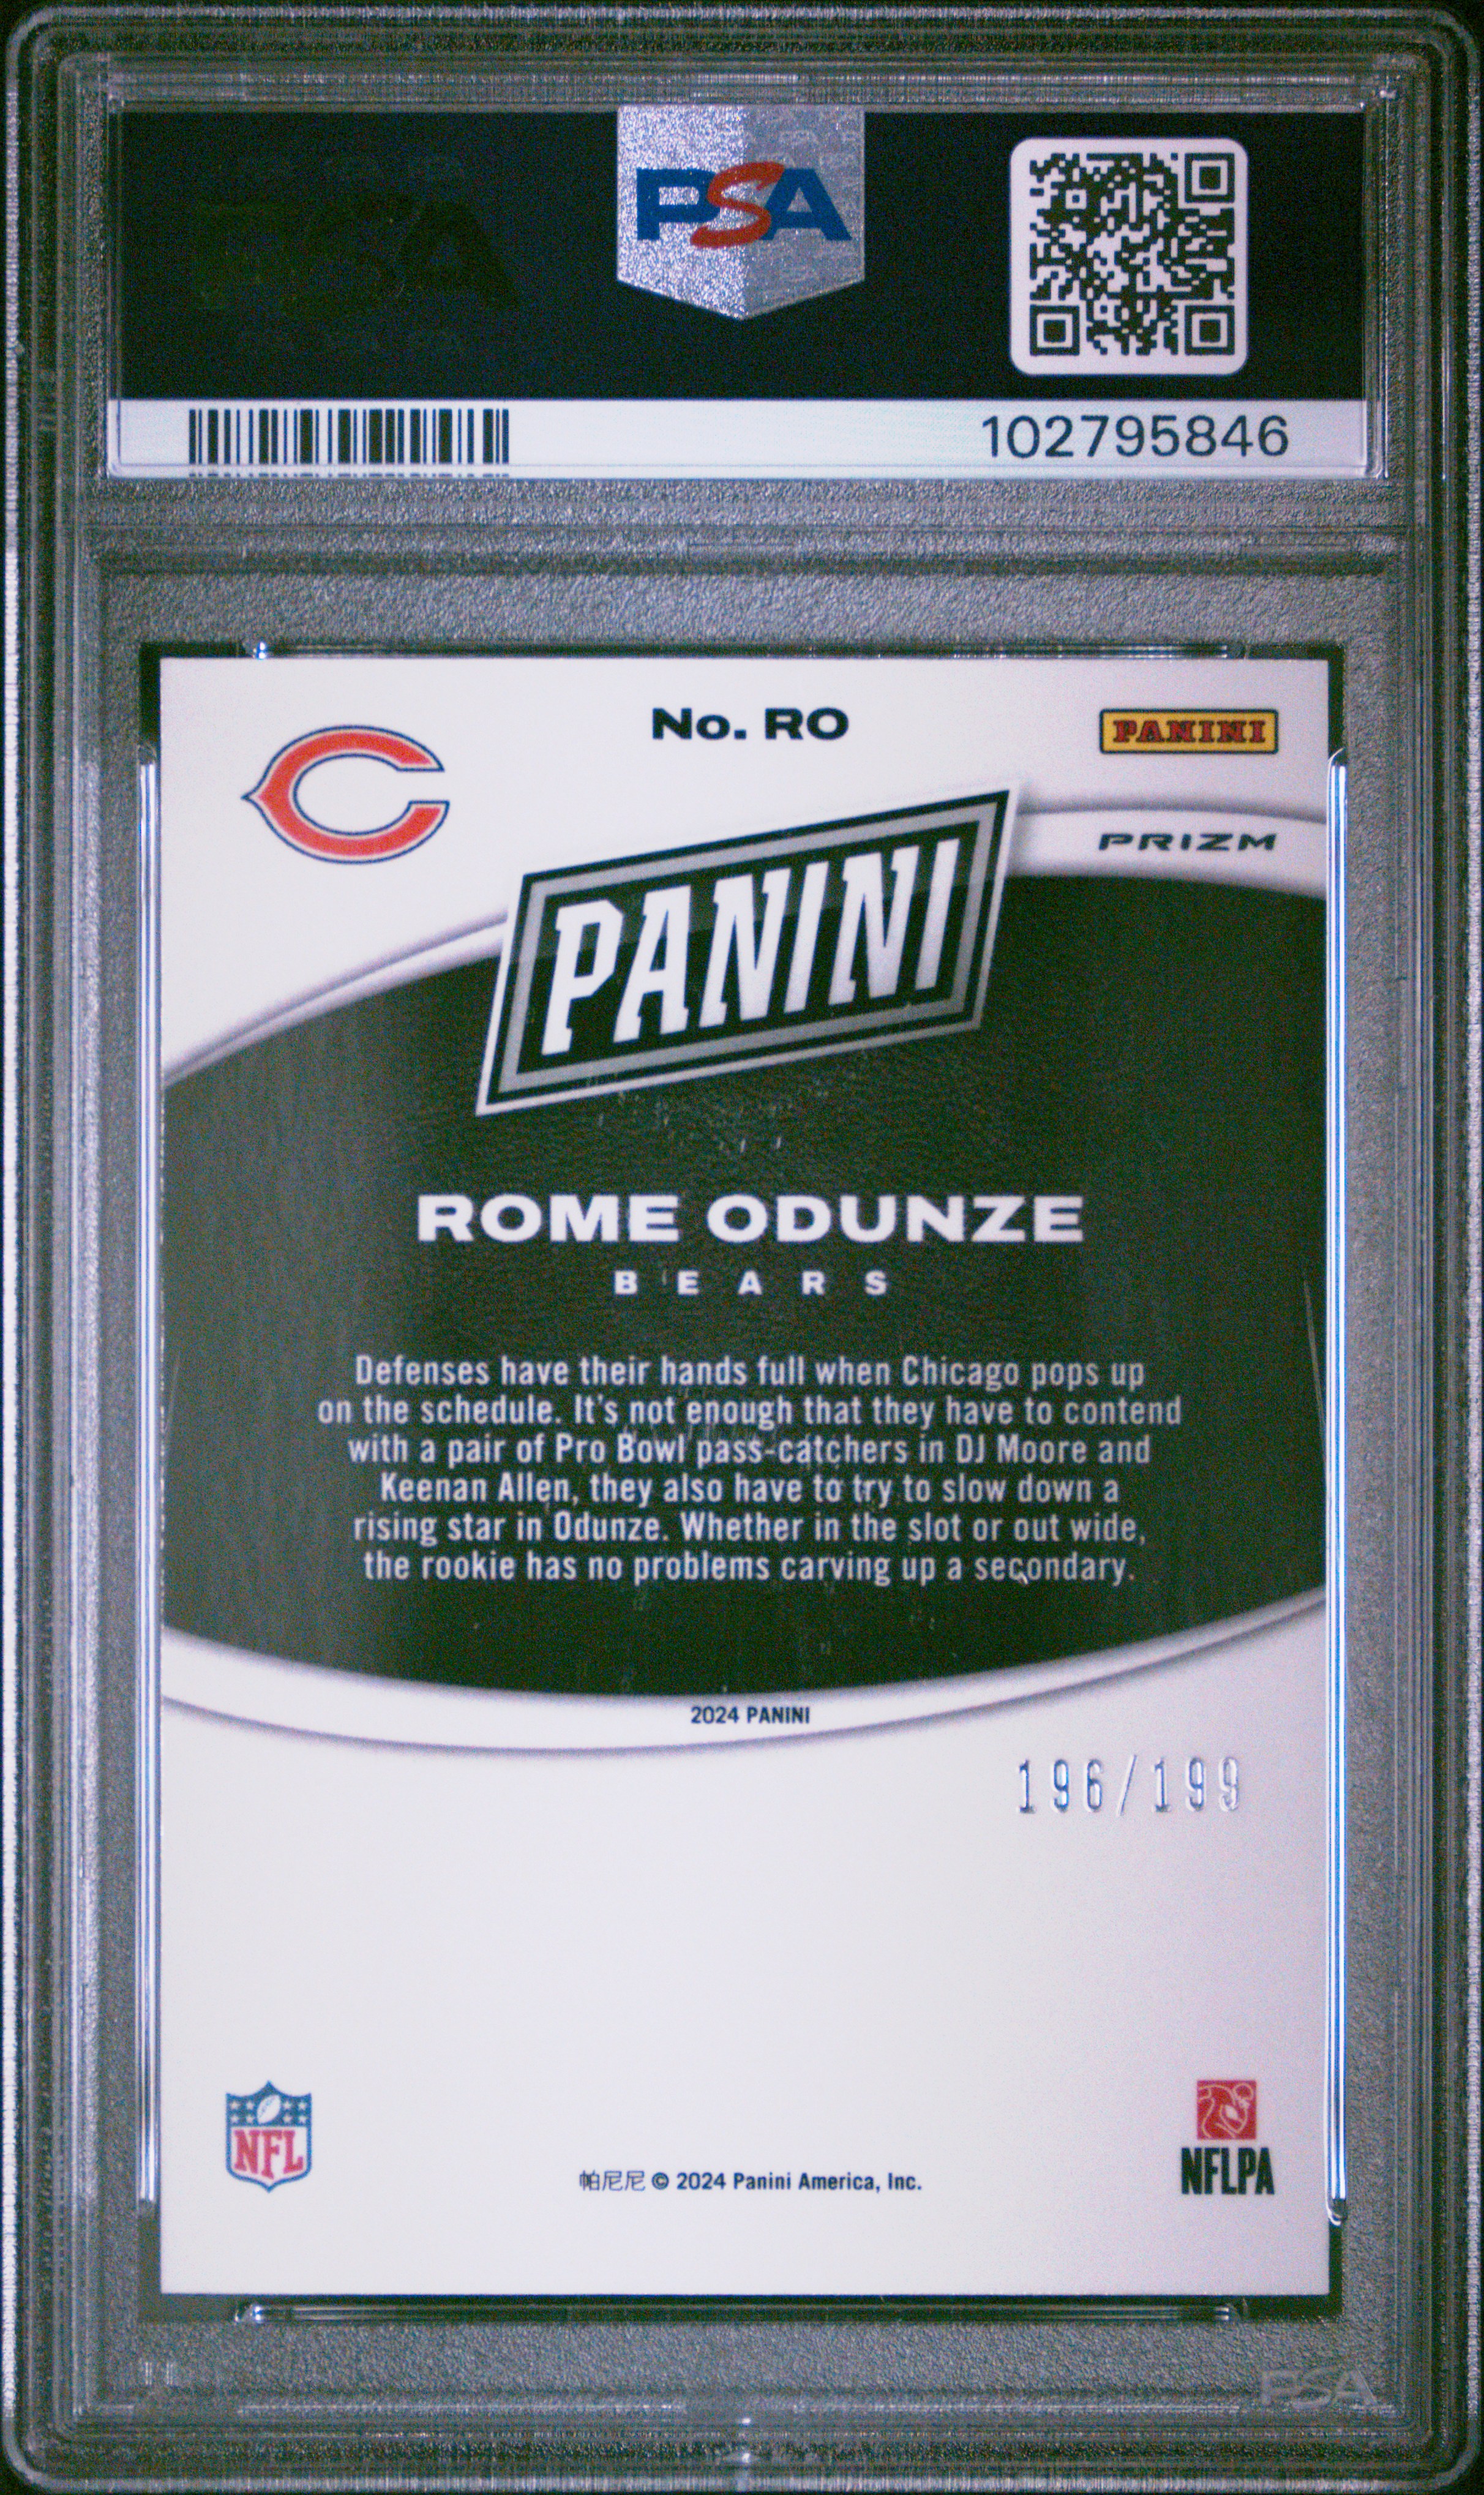 PSA
102795846
No. RO
PANINI
PRIZM
PANINI
ROME ODUNZE
BEARS
Defenses have their hands full when Chicago pops up
on the schedule. It's not enough that they have to contend
with a pair of Pro Bowl pass-catchers in DJ Moore and
Keenan Allen, they also have to try to slow down a
rising star in Odunze. Whether in the slot or out wide,
the rookie has no problems carving up a secondary.
2024 PANINI
196/199
NFL
帕尼尼 © 2024 Panini America, Inc.
NFLPA
PSA